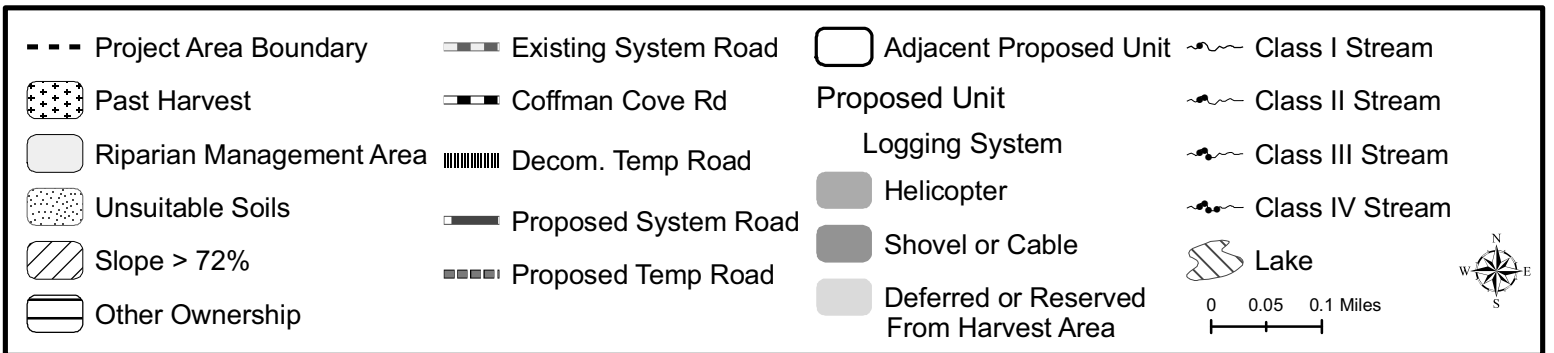 Project Area Boundary
Past Harvest
Riparian Management Area
Unsuitable Soils
Slope > 72%
Other Ownership
Existing System Road
Coffman Cove Rd
Decom. Temp Road
Proposed System Road
Proposed Temp Road
Adjacent Proposed Unit
Proposed Unit
Logging System
Helicopter
Shovel or Cable
Deferred or Reserved
From Harvest Area
Class I Stream
Class II Stream
Class III Stream
Class IV Stream
Lake
0 0.05 0.1 Miles
N
W E
S